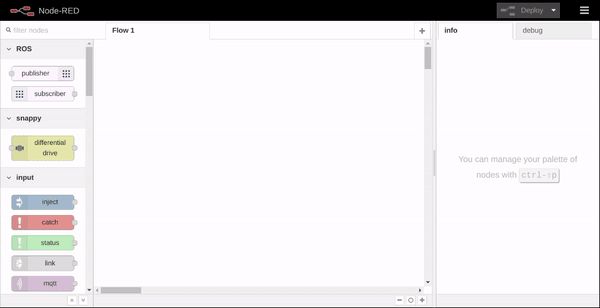 Node-RED
Deploy
filter nodes
Flow 1
info
debug
ROS
publisher
subscriber
snappy
differential
drive
input
inject
catch
status
link
mqtt
You can manage your palette of
nodes with ctrl-⇧p